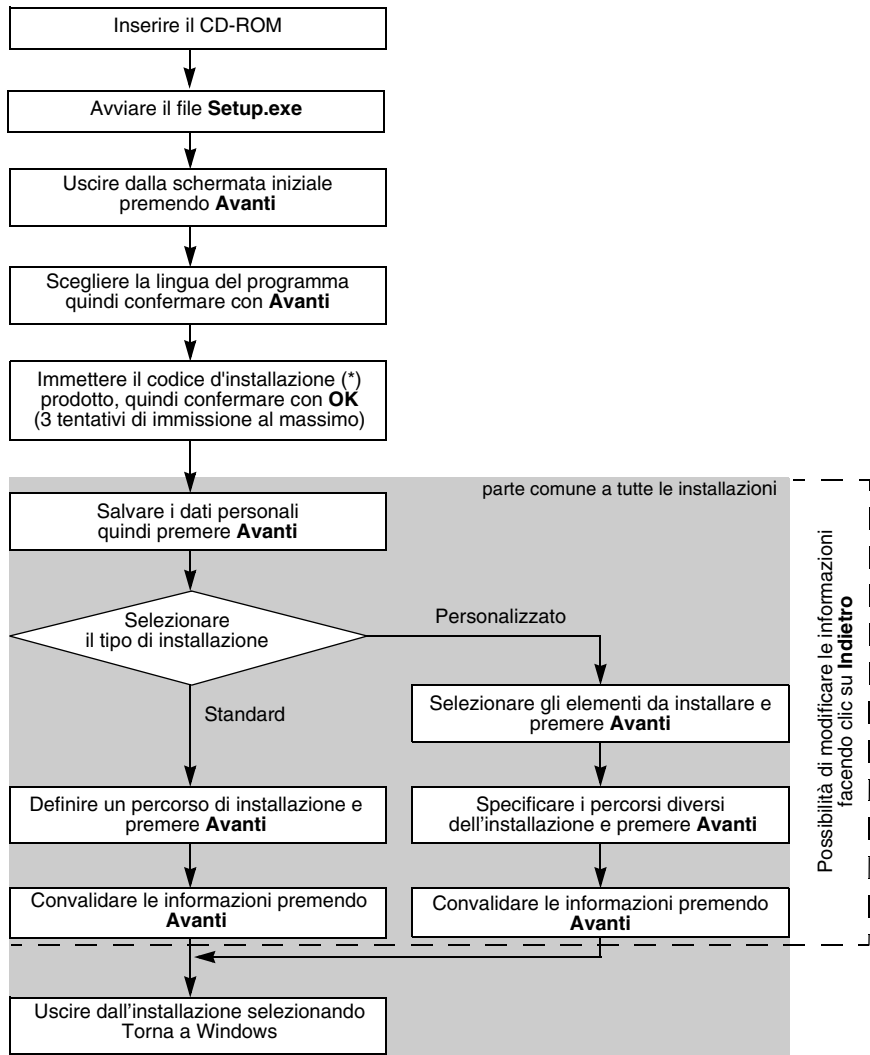 Inserire il CD-ROM
Avviare il file Setup.exe
Uscire dalla schermata iniziale
premendo Avanti
Scegliere la lingua del programma
quindi confermare con Avanti
Immettere il codice d'installazione (*)
prodotto, quindi confermare con OK
(3 tentativi di immissione al massimo)
parte comune a tutte le installazioni
Salvare i dati personali
quindi premere Avanti
Selezionare
il tipo di installazione
Personalizzato
Standard
Selezionare gli elementi da installare e
premere Avanti
Definire un percorso di installazione e
premere Avanti
Specificare i percorsi diversi
dell'installazione e premere Avanti
Convalidare le informazioni premendo
Avanti
Convalidare le informazioni premendo
Avanti
Possibilità di modificare le informazioni
facendo clic su Indietro
Uscire dall'installazione selezionando
Torna a Windows